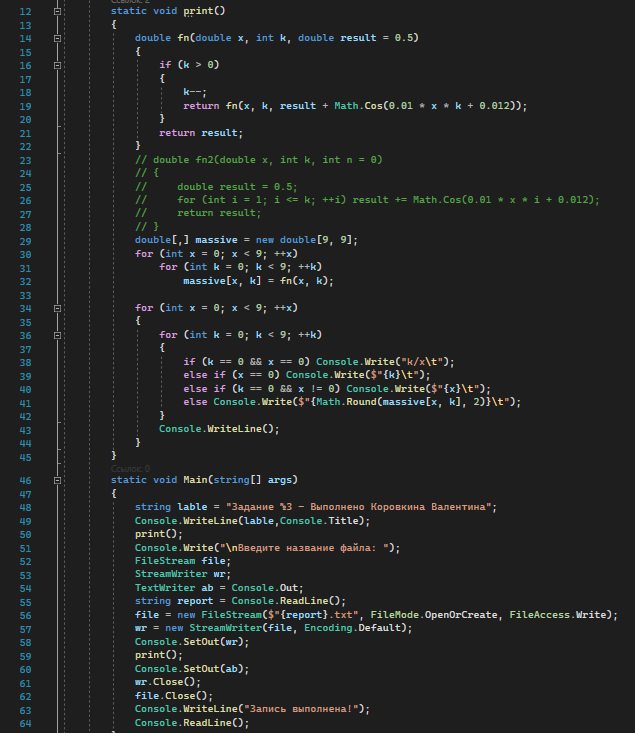 12 static void print()
13 {
14 double fn(double x, int k, double result = 0.5)
15 {
16 if (k > 0)
17 {
18 k--;
19 return fn(x, k, result + Math.Cos(0.01 * x * k + 0.012));
20 }
21 return result;
22 }
23 // double fn2(double x, int k, int n = 0)
24 // {
25 //     double result = 0.5;
26 //     for (int i = 1; i <= k; ++i) result += Math.Cos(0.01 * x * i + 0.012);
27 //     return result;
28 // }
29 double[,] massive = new double[9, 9];
30 for (int x = 0; x < 9; ++x)
31 for (int k = 0; k < 9; ++k)
32 massive[x, k] = fn(x, k);
33
34 for (int x = 0; x < 9; ++x)
35 {
36 for (int k = 0; k < 9; ++k)
37 {
38 if (k == 0 && x == 0) Console.Write("k/x\t");
39 else if (x == 0) Console.Write($"{k}\t");
40 else if (k == 0 && x != 0) Console.Write($"{x}\t");
41 else Console.Write($"{Math.Round(massive[x, k], 2)}\t");
42 }
43 Console.WriteLine();
44 }
45 }
Ссылок: 0
46 static void Main(string[] args)
47 {
48 string lable = "Задание %3 - Выполнено Коровкина Валентина";
49 Console.WriteLine(lable,Console.Title);
50 print();
51 Console.Write("\nВведите название файла: ");
52 FileStream file;
53 StreamWriter wr;
54 TextWriter ab = Console.Out;
55 string report = Console.ReadLine();
56 file = new FileStream($"{report}.txt", FileMode.OpenOrCreate, FileAccess.Write);
57 wr = new StreamWriter(file, Encoding.Default);
58 Console.SetOut(wr);
59 print();
60 Console.SetOut(ab);
61 wr.Close();
62 file.Close();
63 Console.WriteLine("Запись выполнена!");
64 Console.ReadLine();